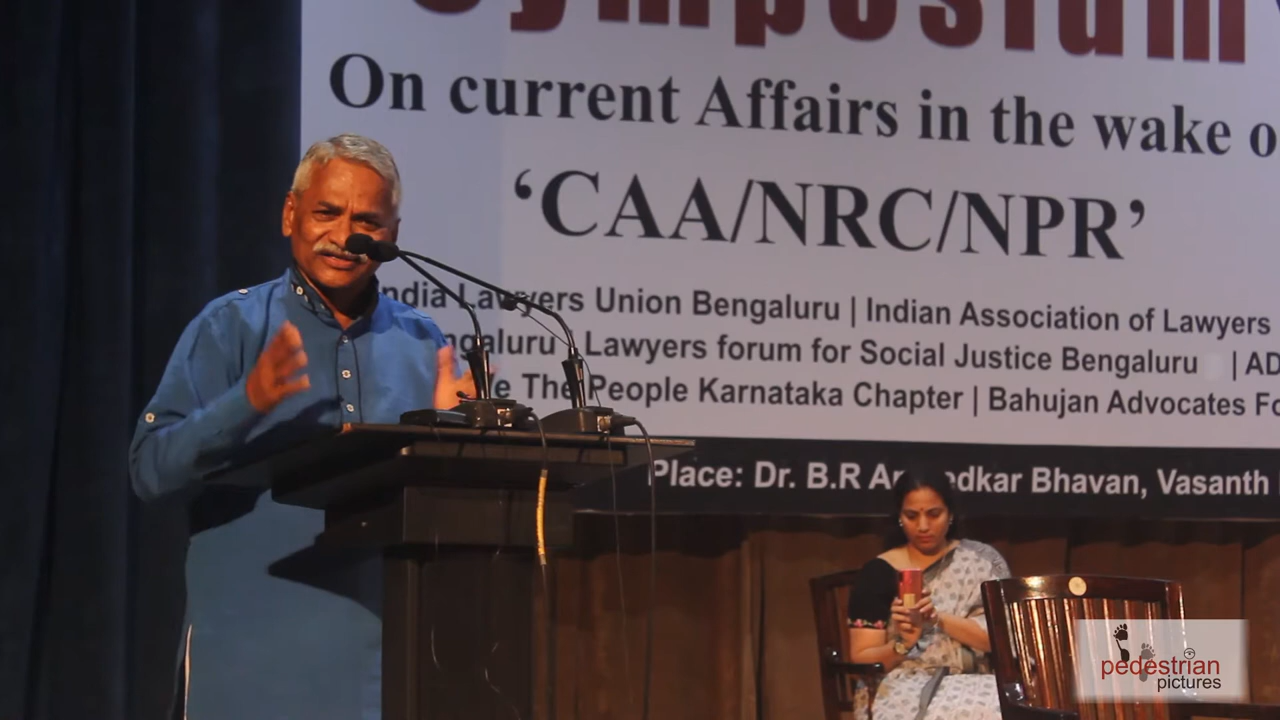 Symposium
On current Affairs in the wake o
‘CAA/NRC/NPR’
ndia Lawyers Union Bengaluru | Indian Association of Lawyers
ngaluru | Lawyers forum for Social Justice Bengaluru | AD
e The People Karnataka Chapter | Bahujan Advocates Fo
Place: Dr. B.R Ambedkar Bhavan, Vasanth
pedestrian
pictures